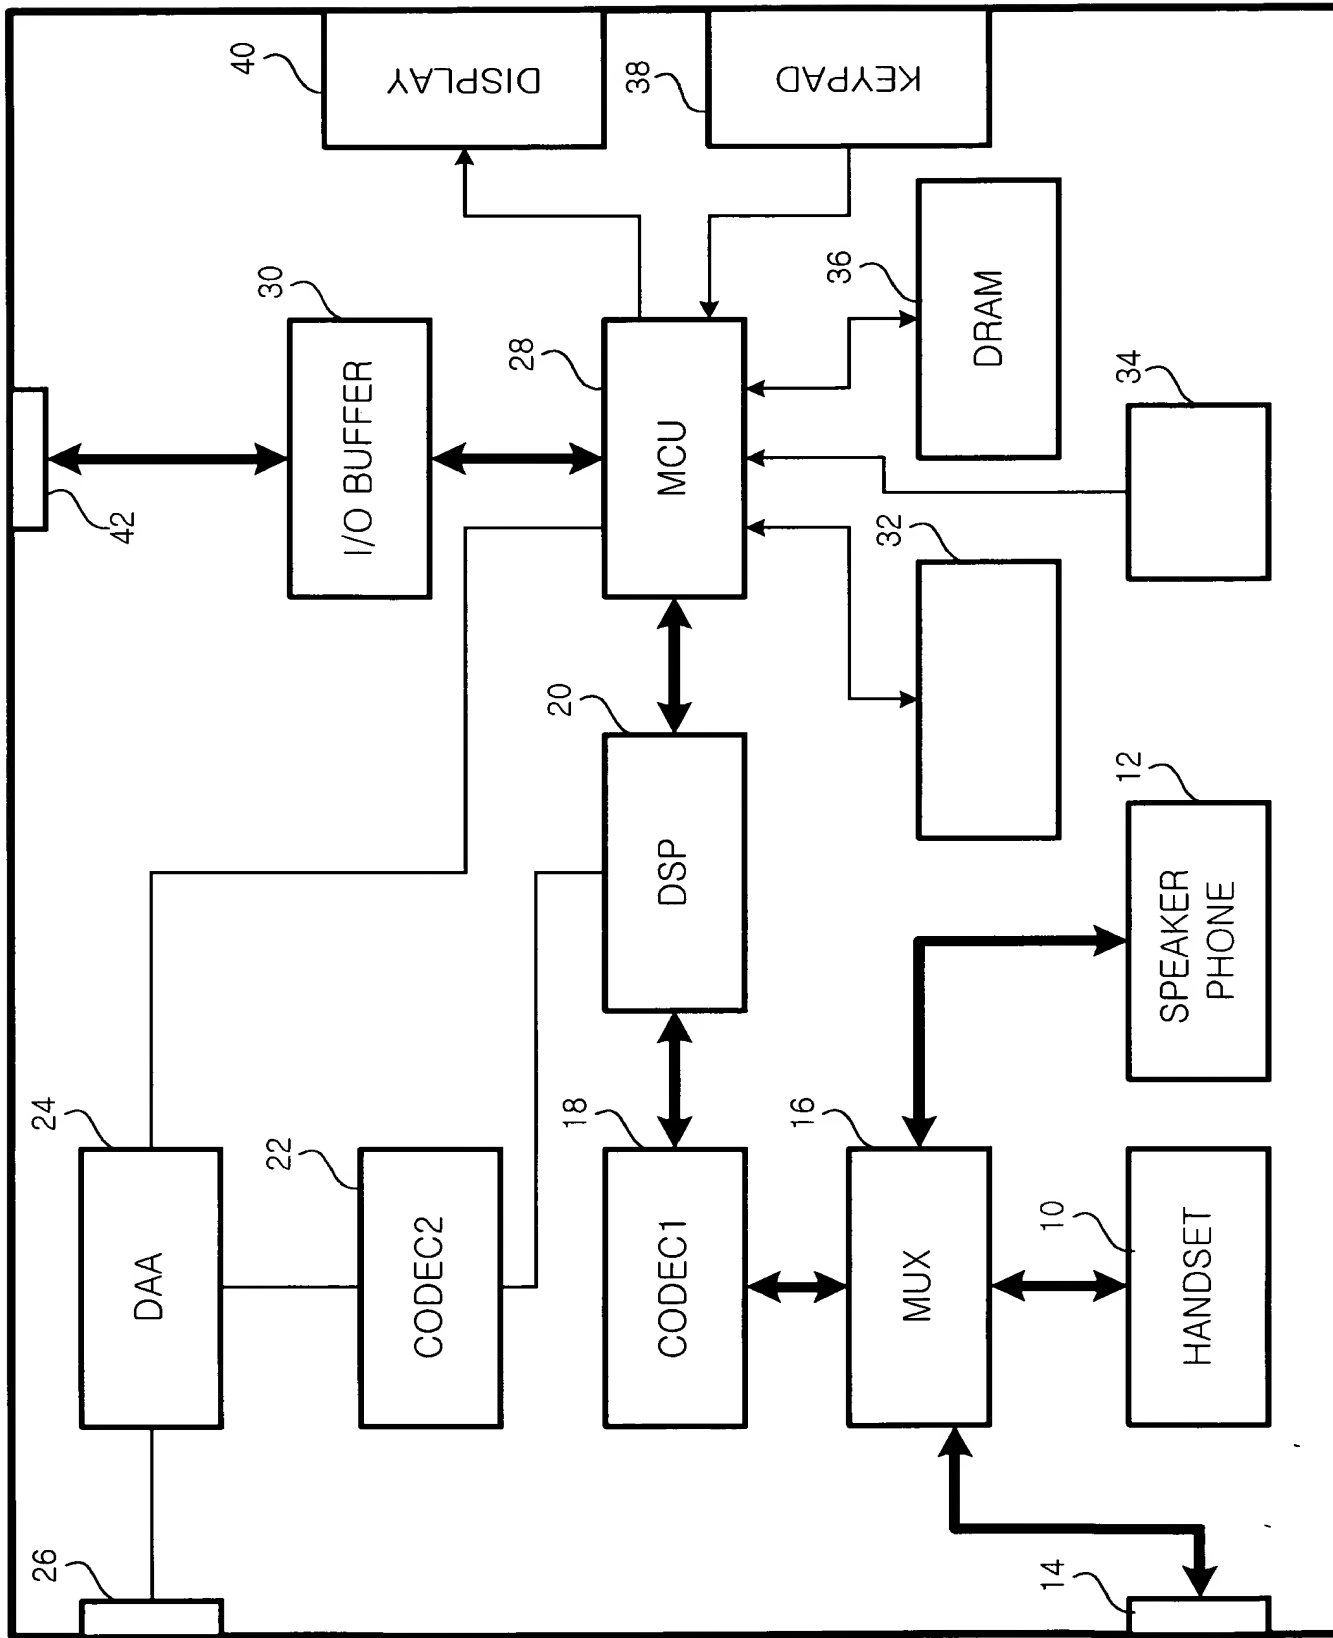 26
24
DAA
42
30
I/O BUFFER
40
DISPLAY
22
CODEC2
18
CODEC1
20
DSP
28
MCU
38
KEYPAD
16
MUX
32
36
DRAM
14
10
HANDSET
12
SPEAKER
PHONE
34